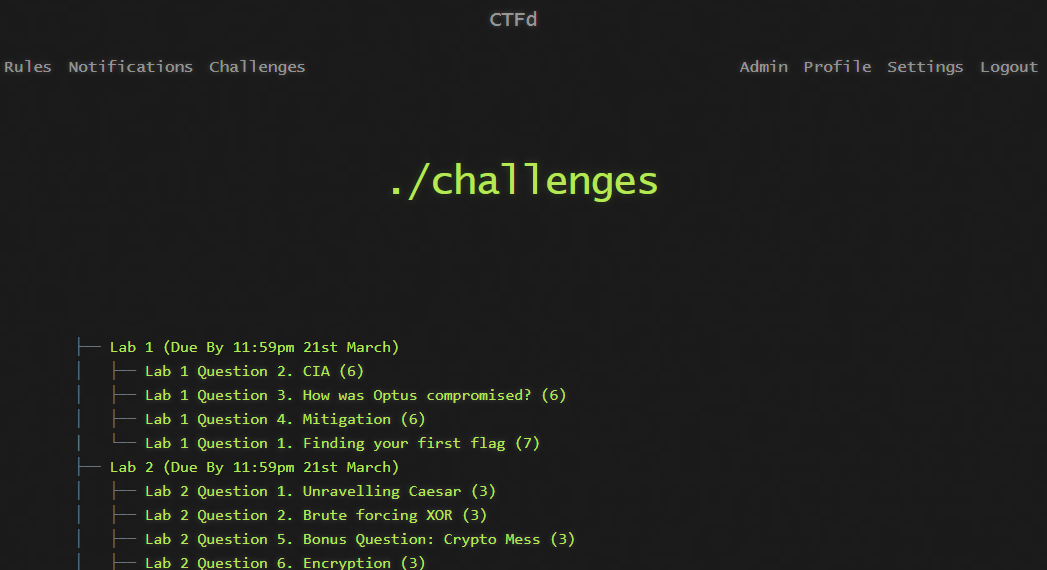 CTFd
Rules Notifications Challenges Admin Profile Settings Logout
./challenges
├── Lab 1 (Due By 11:59pm 21st March)
│   ├── Lab 1 Question 2. CIA (6)
│   ├── Lab 1 Question 3. How was Optus compromised? (6)
│   ├── Lab 1 Question 4. Mitigation (6)
│   └── Lab 1 Question 1. Finding your first flag (7)
├── Lab 2 (Due By 11:59pm 21st March)
│   ├── Lab 2 Question 1. Unravelling Caesar (3)
│   ├── Lab 2 Question 2. Brute forcing XOR (3)
│   ├── Lab 2 Question 5. Bonus Question: Crypto Mess (3)
│   ├── Lab 2 Question 6. Encryption (3)